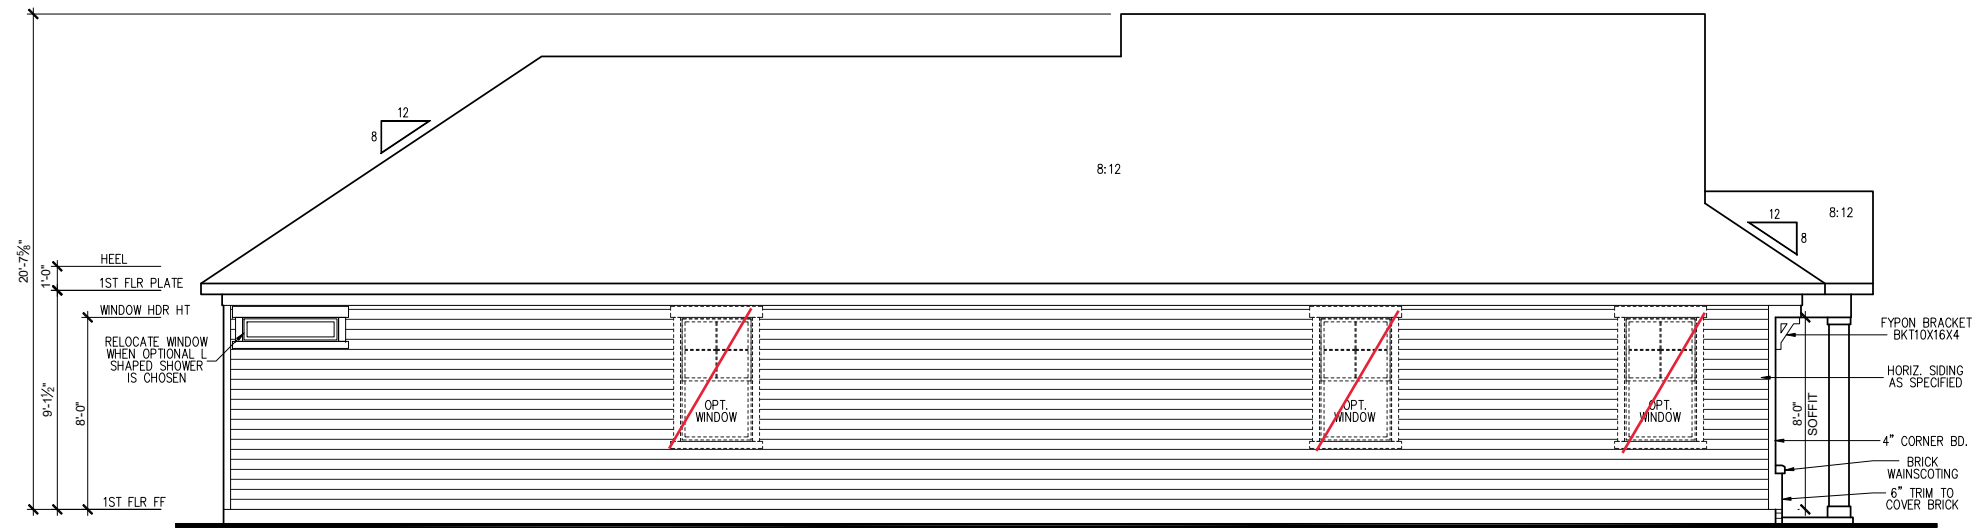 12
8
8:12
12
8:12
8
20'-7⅝"
1'-0"
HEEL
1ST FLR PLATE
WINDOW HDR HT
RELOCATE WINDOW
WHEN OPTIONAL L
SHAPED SHOWER
IS CHOSEN
9'-1½"
8'-0"
1ST FLR FF
OPT.
WINDOW
OPT.
WINDOW
OPT.
WINDOW
FYPON BRACKET
BKT10X16X4
HORIZ. SIDING
AS SPECIFIED
8'-0"
SOFFIT
4" CORNER BD.
BRICK
WAINSCOTING
6" TRIM TO
COVER BRICK